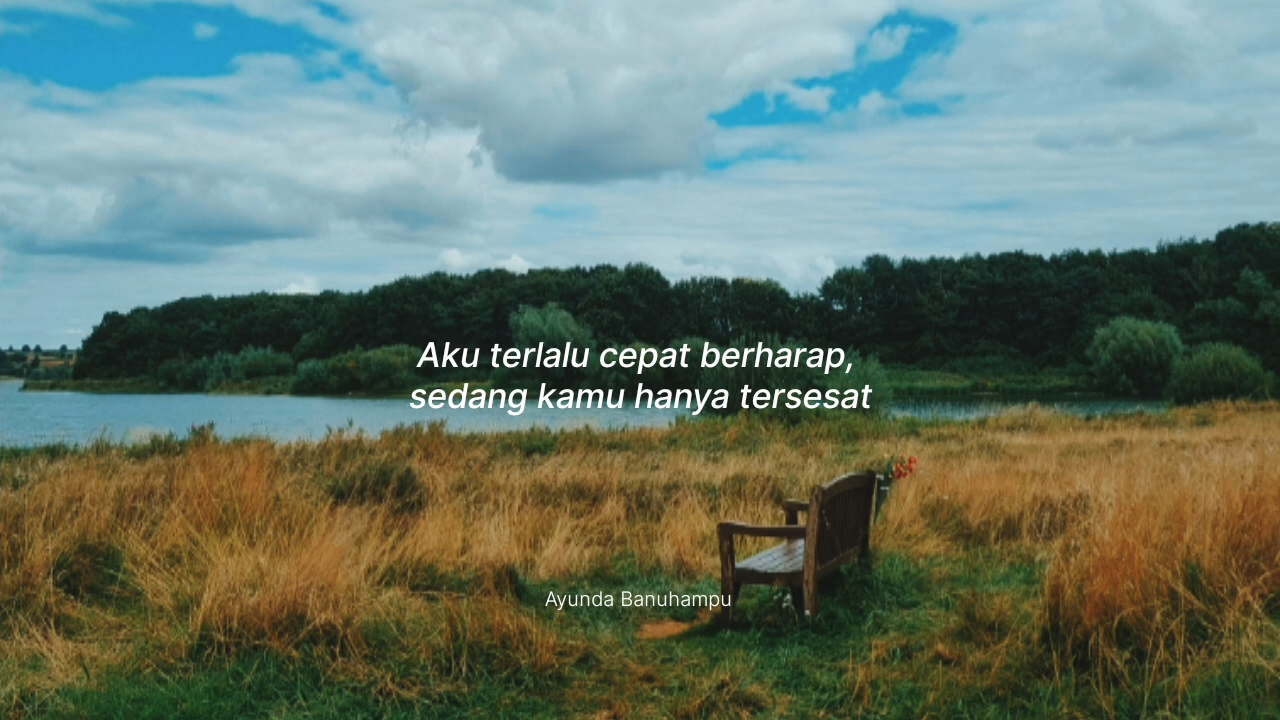 Aku terlalu cepat berharap,
sedang kamu hanya tersesat
Ayunda Banuhampu